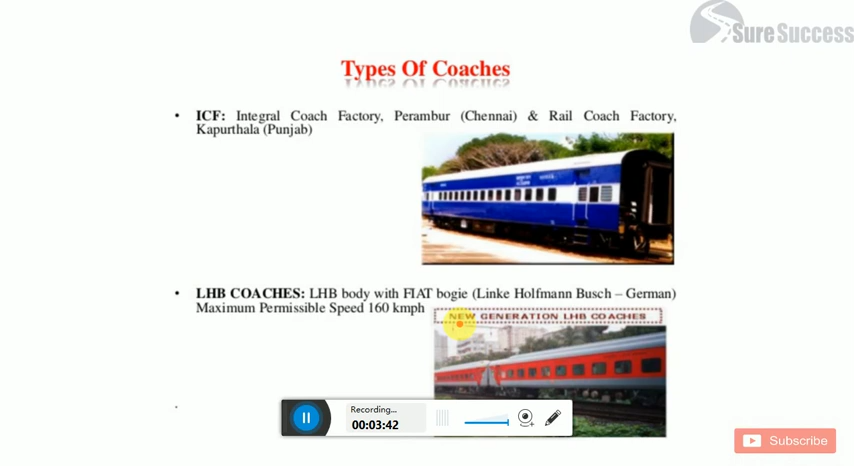 Sure Success
Types Of Coaches
• ICF: Integral Coach Factory, Perambur (Chennai) & Rail Coach Factory,
Kapurthala (Punjab)
• LHB COACHES: LHB body with FIAT bogie (Linke Holfmann Busch – German)
Maximum Permissible Speed 160 kmph
NEW GENERATION LHB COACHES
Recording...
00:03:42
Subscribe